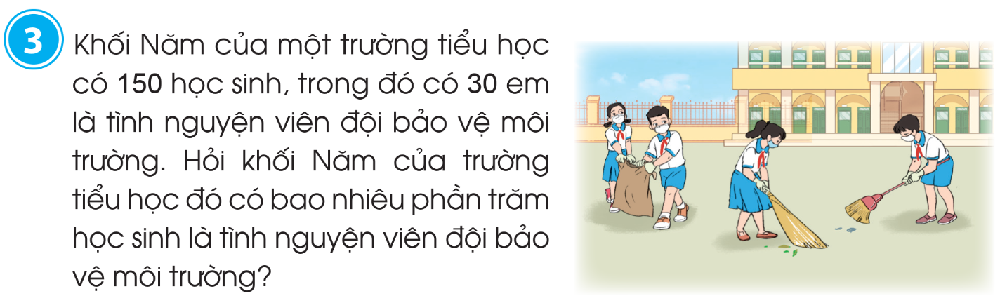 3
Khối Năm của một trường tiểu học
có 150 học sinh, trong đó có 30 em
là tình nguyện viên đội bảo vệ môi
trường. Hỏi khối Năm của trường
tiểu học đó có bao nhiêu phần trăm
học sinh là tình nguyện viên đội bảo
vệ môi trường?